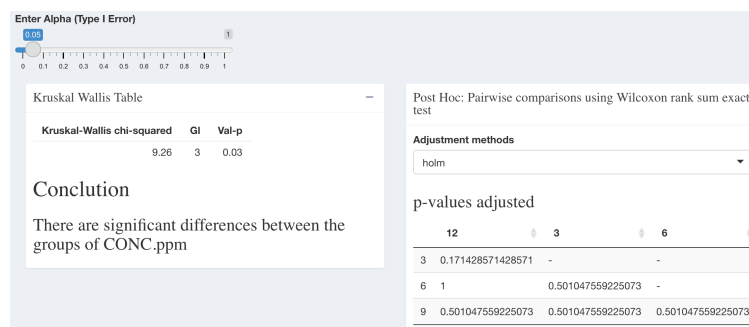 Enter Alpha (Type I Error)
0.05 1
0 0.1 0.2 0.3 0.4 0.5 0.6 0.7 0.8 0.9 1
Kruskal Wallis Table
Kruskal-Wallis chi-squared Gl Val-p
9.26 3 0.03
Conclution
There are significant differences between the
groups of CONC.ppm
Post Hoc: Pairwise comparisons using Wilcoxon rank sum exact
test
Adjustment methods
holm
p-values adjusted
12 3 6
3 0.171428571428571 - -
6 1 0.501047559225073 -
9 0.501047559225073 0.501047559225073 0.501047559225073